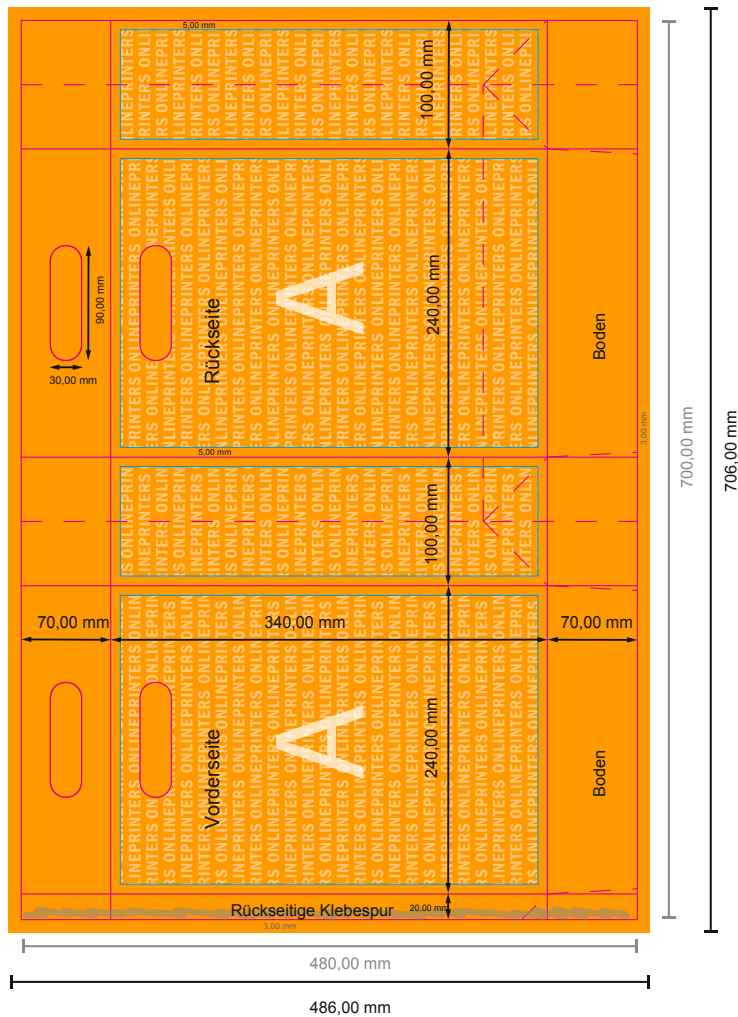 5,00 mm
100,00 mm
ONLINEPRINTERS
90,00 mm
30,00 mm
Rückseite
A
240,00 mm
Boden
5,00 mm
3,00 mm
700,00 mm
706,00 mm
ONLINEPRINTERS
100,00 mm
70,00 mm
340,00 mm
70,00 mm
ONLINEPRINTERS
Vorderseite
A
240,00 mm
Boden
Rückseitige Klebespur
20,00 mm
3,00 mm
480,00 mm
486,00 mm